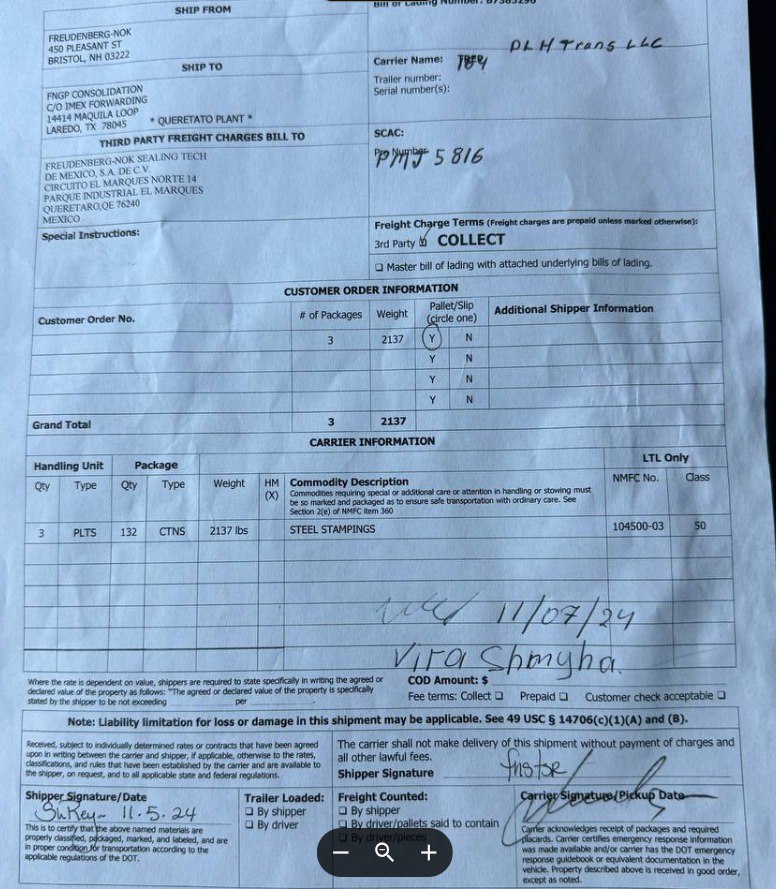 SHIP FROM
FREUDENBERG-NOK
450 PLEASANT ST
BRISTOL, NH 03222
SHIP TO
FNGP CONSOLIDATION
C/O IMEX FORWARDING
14414 MAQUILA LOOP
LAREDO, TX 78045 * QUERETATO PLANT *
THIRD PARTY FREIGHT CHARGES BILL TO
FREUDENBERG-NOK SEALING TECH
DE MEXICO, S.A. DE C.V.
CIRCUITO EL MARQUES NORTE 14
PARQUE INDUSTRIAL EL MARQUES
QUERETARO,QE 76240
MEXICO
Special Instructions:
Bill of Lading Number:
DLH Trans LLC
Carrier Name:
Trailer number:
Serial number(s):
SCAC:
Pro Number
PMJ 5816
Freight Charge Terms (Freight charges are prepaid unless marked otherwise):
3rd Party COLLECT
☐ Master bill of lading with attached underlying bills of lading.
CUSTOMER ORDER INFORMATION
Customer Order No. # of Packages Weight Pallet/Slip (circle one) Additional Shipper Information
3 2137 Y N
Y N
Y N
Y N
Grand Total 3 2137
CARRIER INFORMATION
Handling Unit Package LTL Only
Qty Type Qty Type Weight HM (X) Commodity Description NMFC No. Class
Commodities requiring special or additional care or attention in handling or stowing must
be so marked and packaged as to ensure safe transportation with ordinary care. See
Section 2(e) of NMFC item 360
3 PLTS 132 CTNS 2137 lbs STEEL STAMPINGS 104500-03 50
11/07/24
Vira Shmyha.
Where the rate is dependent on value, shippers are required to state specifically in writing the agreed or
declared value of the property as follows: "The agreed or declared value of the property is specifically
stated by the shipper to be not exceeding per
COD Amount: $
Fee terms: Collect ☐ Prepaid ☐ Customer check acceptable ☐
Note: Liability limitation for loss or damage in this shipment may be applicable. See 49 USC § 14706(c)(1)(A) and (B).
Received, subject to individually determined rates or contracts that have been agreed
upon in writing between the carrier and shipper, if applicable, otherwise to the rates,
classifications, and rules that have been established by the carrier and are available to
the shipper, on request, and to all applicable state and federal regulations.
The carrier shall not make delivery of this shipment without payment of charges and
all other lawful fees.
Shipper Signature
Shipper Signature/Date
11.5.24
This is to certify that the above named materials are
properly classified, packaged, marked, and labeled, and are
in proper condition for transportation according to the
applicable regulations of the DOT.
Trailer Loaded:
☐ By shipper
☐ By driver
Freight Counted:
☐ By shipper
☐ By driver/pallets said to contain
☐ By driver/pieces
Carrier Signature/Pickup Date
Carrier acknowledges receipt of packages and required
placards. Carrier certifies emergency response information
was made available and/or carrier has the DOT emergency
response guidebook or equivalent documentation in the
vehicle. Property described above is received in good order,
except as noted.